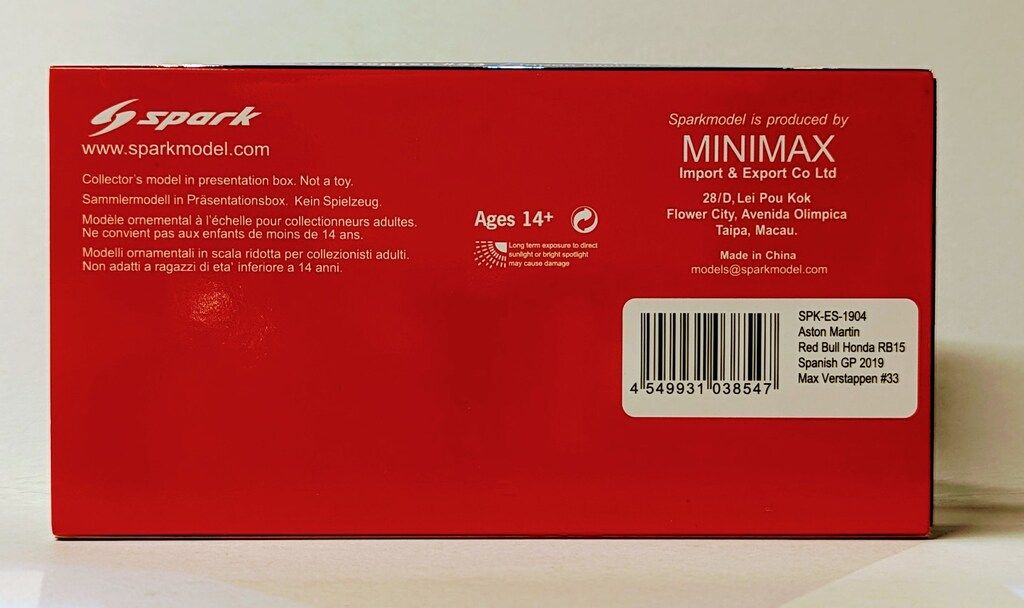 spark
www.sparkmodel.com
Collector's model in presentation box. Not a toy.
Sammlermodell in Präsentationsbox. Kein Spielzeug.
Modèle ornemental à l'échelle pour collectionneurs adultes.
Ne convient pas aux enfants de moins de 14 ans.
Modelli ornamentali in scala ridotta per collezionisti adulti.
Non adatti a ragazzi di eta' inferiore a 14 anni.
Ages 14+
Long term exposure to direct
sunlight or bright spotlight
may cause damage
Sparkmodel is produced by
MINIMAX
Import & Export Co Ltd
28/D, Lei Pou Kok
Flower City, Avenida Olimpica
Taipa, Macau.
Made in China
models@sparkmodel.com
SPK-ES-1904
Aston Martin
Red Bull Honda RB15
Spanish GP 2019
Max Verstappen #33
4 549931 038547